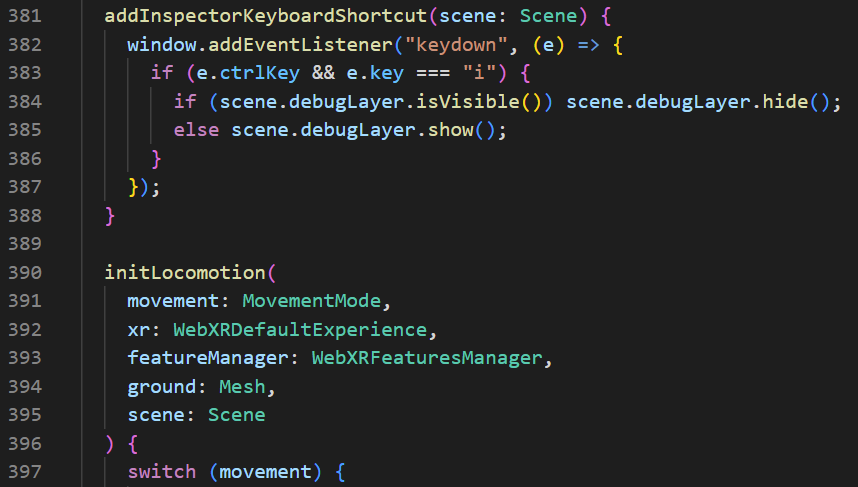 381 addInspectorKeyboardShortcut(scene: Scene) {
382 window.addEventListener("keydown", (e) => {
383 if (e.ctrlKey && e.key === "i") {
384 if (scene.debugLayer.isVisible()) scene.debugLayer.hide();
385 else scene.debugLayer.show();
386 }
387 });
388 }
389
390 initLocomotion(
391 movement: MovementMode,
392 xr: WebXRDefaultExperience,
393 featureManager: WebXRFeaturesManager,
394 ground: Mesh,
395 scene: Scene
396 ) {
397 switch (movement) {